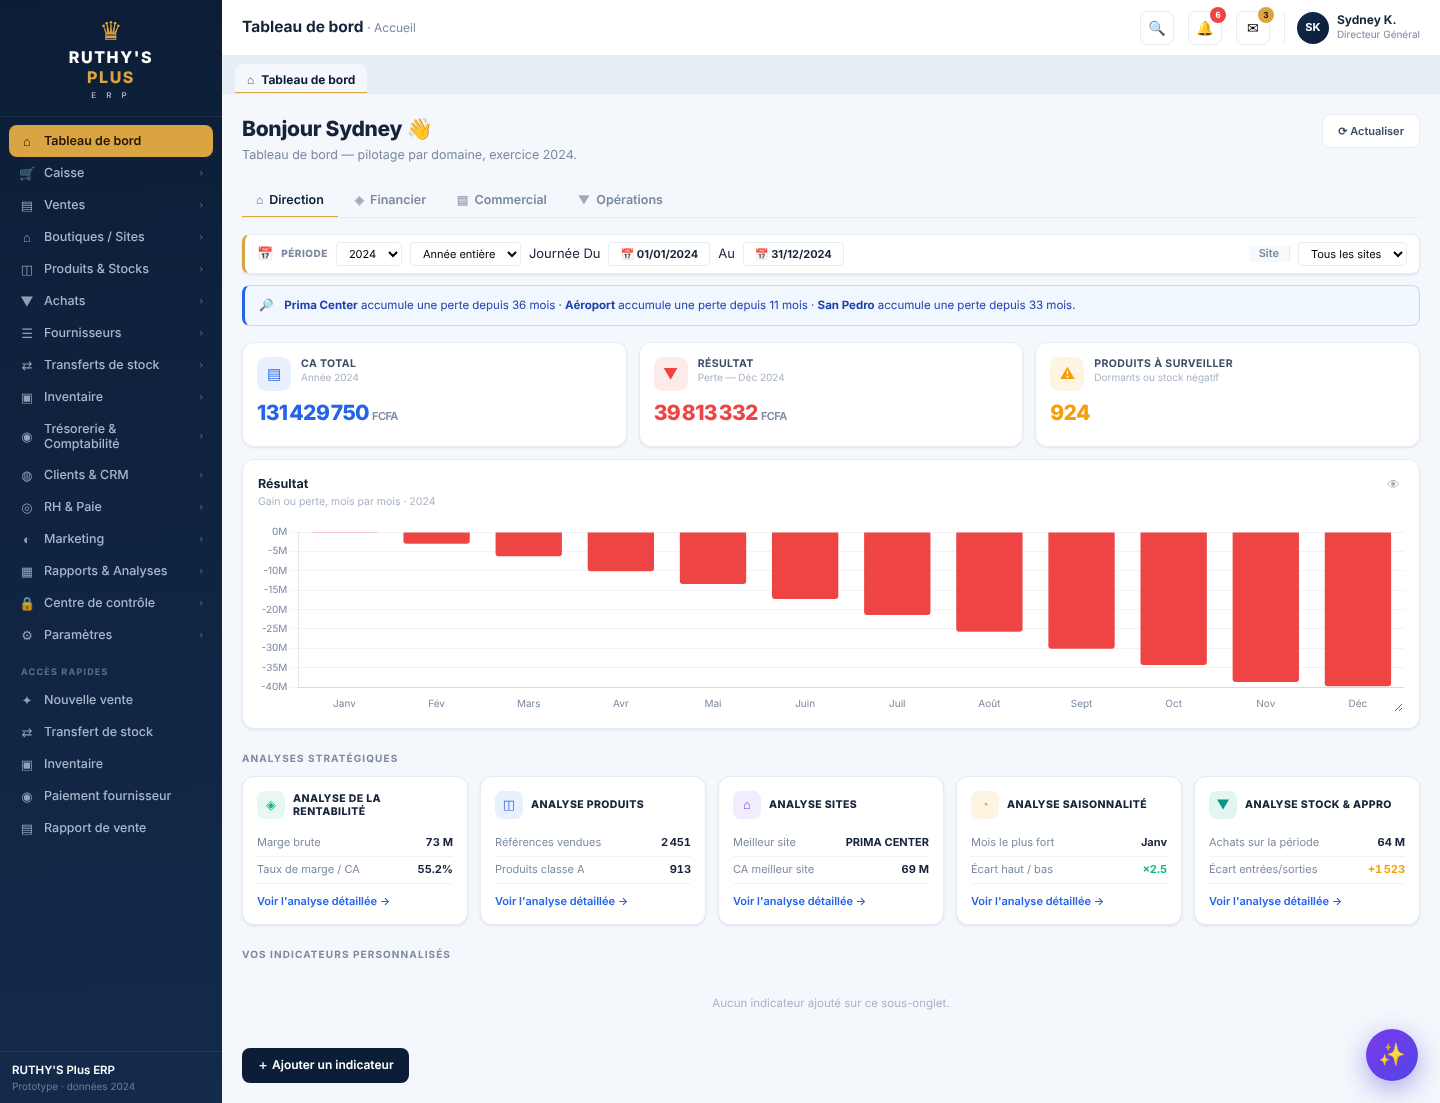 RUTHY'S
PLUS
ERP
Tableau de bord
Caisse
Ventes
Boutiques / Sites
Produits & Stocks
Achats
Fournisseurs
Transferts de stock
Inventaire
Trésorerie &
Comptabilité
Clients & CRM
RH & Paie
Marketing
Rapports & Analyses
Centre de contrôle
Paramètres
ACCÈS RAPIDES
Nouvelle vente
Transfert de stock
Inventaire
Paiement fournisseur
Rapport de vente
RUTHY'S Plus ERP
Prototype · données 2024
Tableau de bord · Accueil
6
3
SK
Sydney K.
Directeur Général
Tableau de bord
Bonjour Sydney 👋
Tableau de bord — pilotage par domaine, exercice 2024.
⟳ Actualiser
Direction Financier Commercial Opérations
PÉRIODE 2024 Année entière Journée Du 01/01/2024 Au 31/12/2024 Site Tous les sites
Prima Center accumule une perte depuis 36 mois · Aéroport accumule une perte depuis 11 mois · San Pedro accumule une perte depuis 33 mois.
CA TOTAL
Année 2024
131 429 750 FCFA
RÉSULTAT
Perte — Déc 2024
39 813 332 FCFA
PRODUITS À SURVEILLER
Dormants ou stock négatif
924
Résultat
Gain ou perte, mois par mois · 2024
0M
-5M
-10M
-15M
-20M
-25M
-30M
-35M
-40M
Janv Fév Mars Avr Mai Juin Juil Août Sept Oct Nov Déc
ANALYSES STRATÉGIQUES
ANALYSE DE LA
RENTABILITÉ
Marge brute 73 M
Taux de marge / CA 55.2%
Voir l'analyse détaillée →
ANALYSE PRODUITS
Références vendues 2 451
Produits classe A 913
Voir l'analyse détaillée →
ANALYSE SITES
Meilleur site PRIMA CENTER
CA meilleur site 69 M
Voir l'analyse détaillée →
ANALYSE SAISONNALITÉ
Mois le plus fort Janv
Écart haut / bas ×2.5
Voir l'analyse détaillée →
ANALYSE STOCK & APPRO
Achats sur la période 64 M
Écart entrées/sorties +1 523
Voir l'analyse détaillée →
VOS INDICATEURS PERSONNALISÉS
Aucun indicateur ajouté sur ce sous-onglet.
+ Ajouter un indicateur